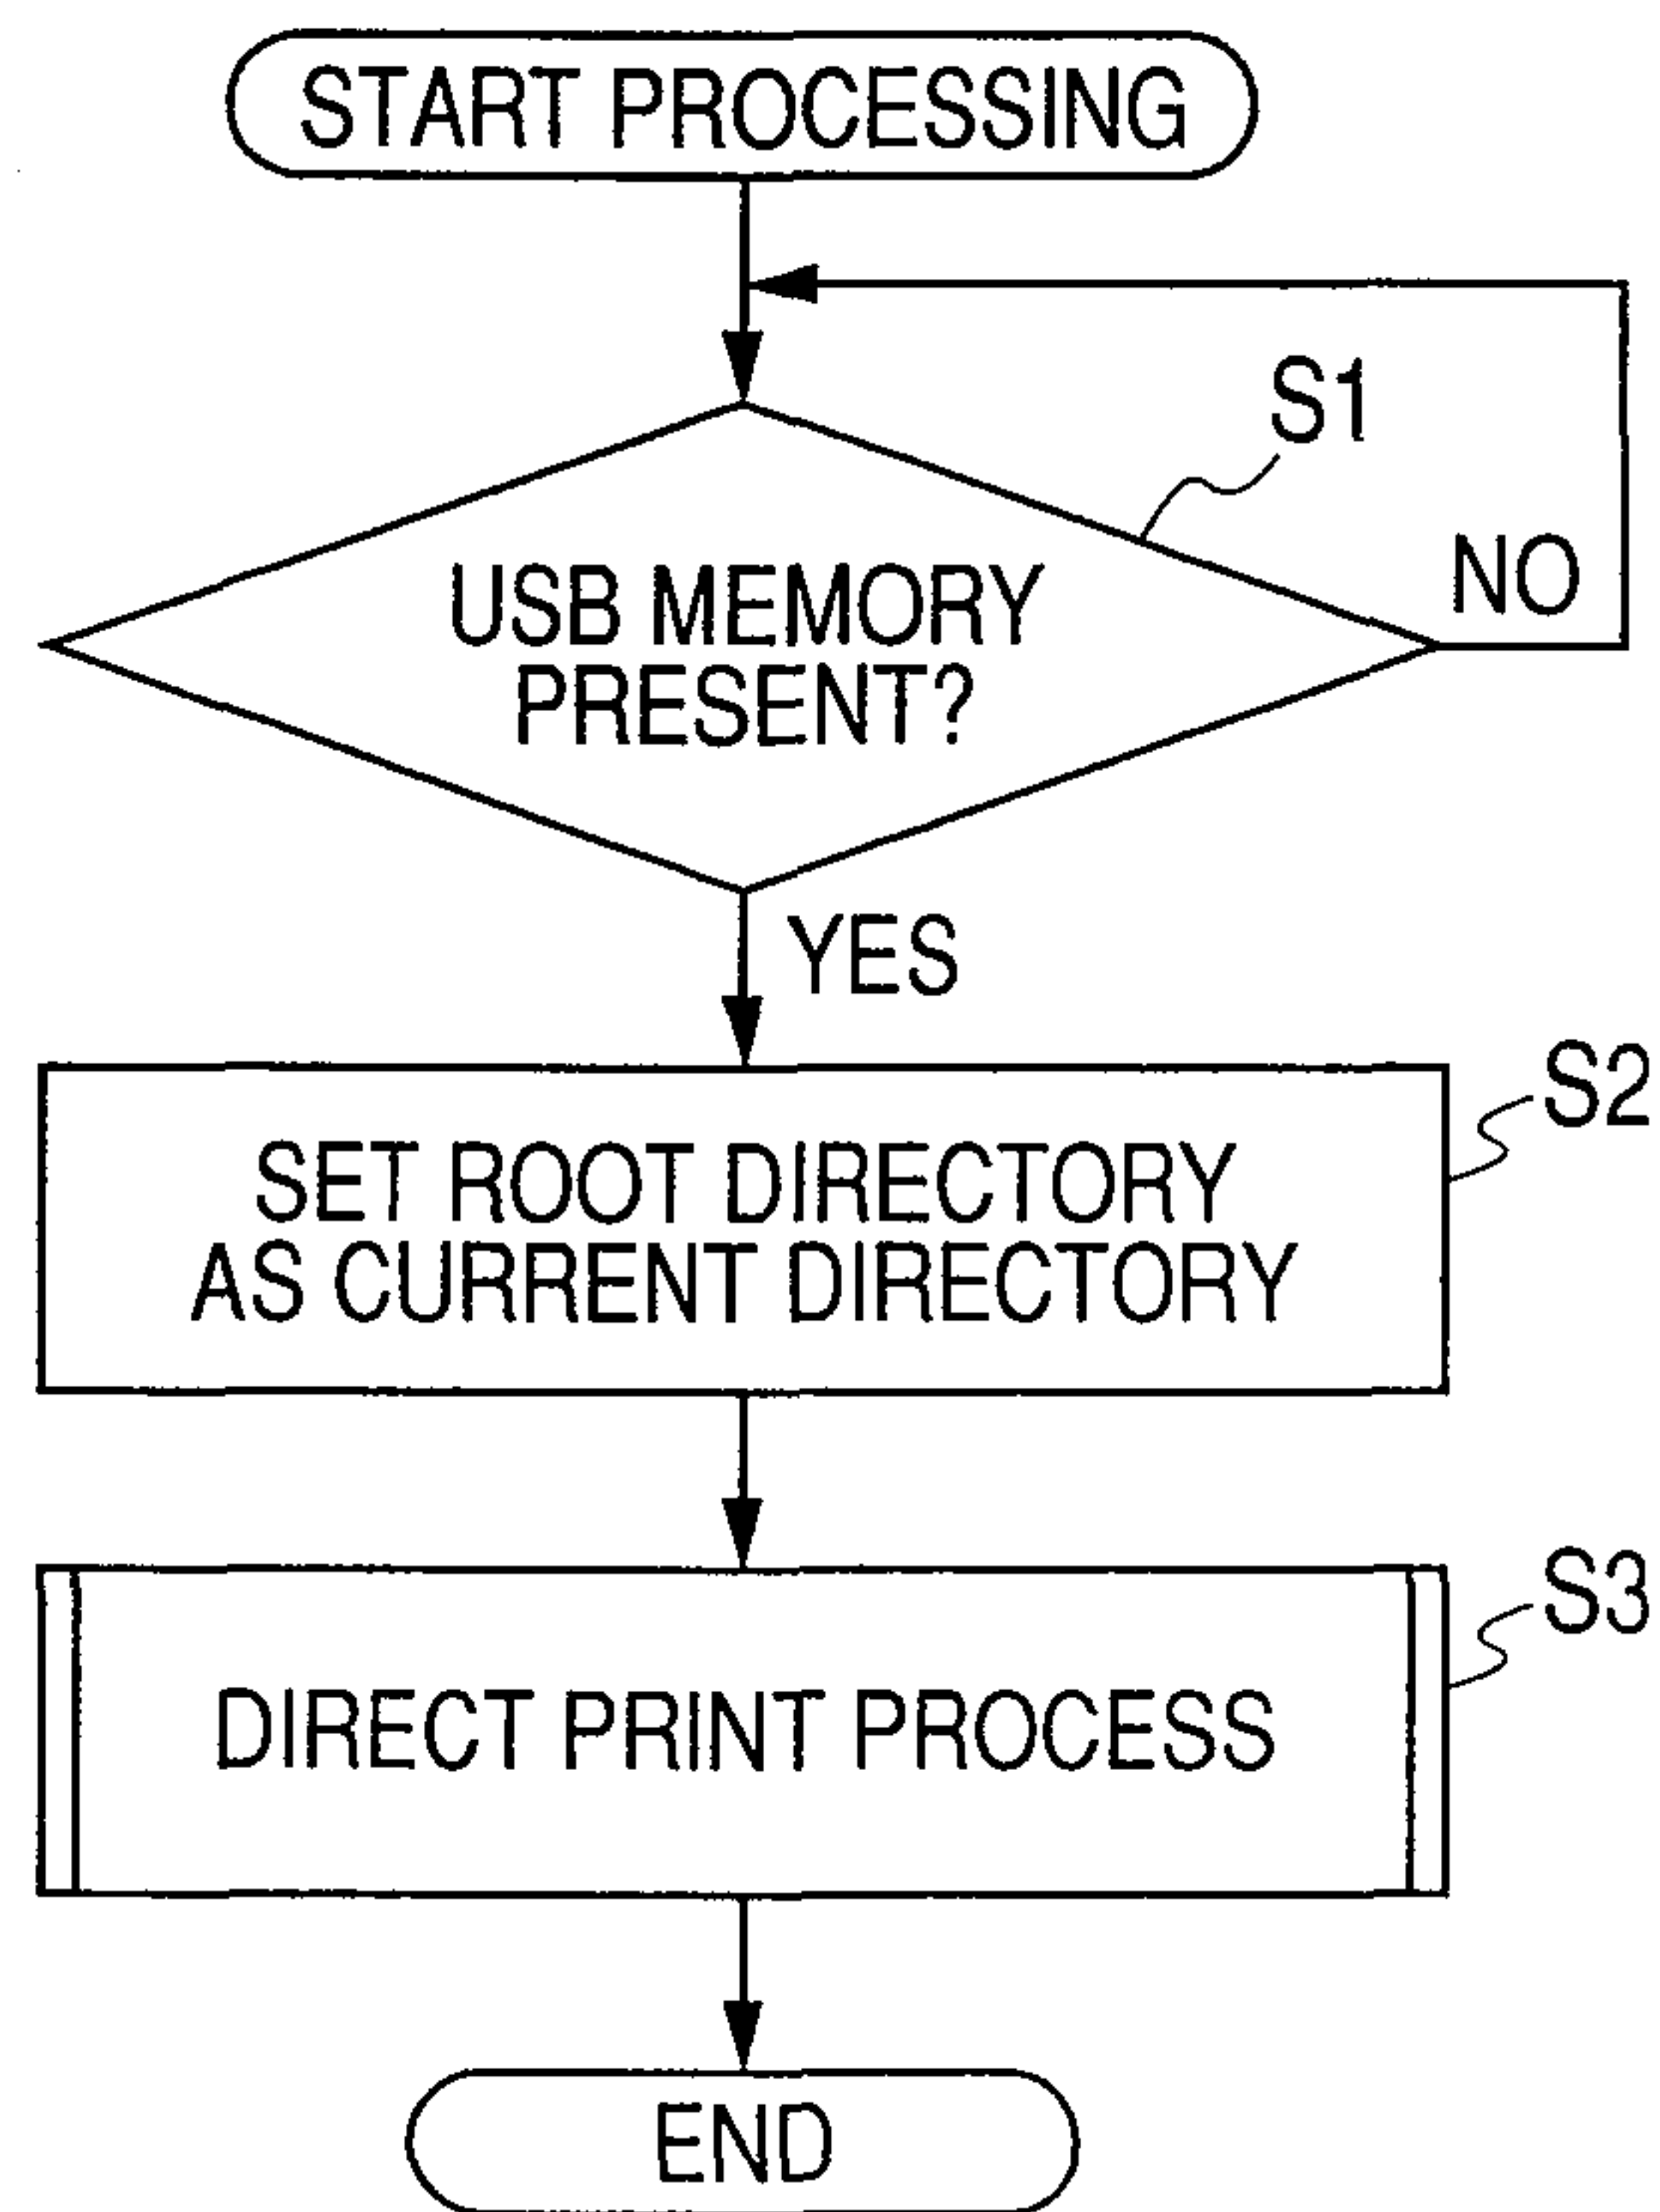 START PROCESSING
S1
NO
USB MEMORY
PRESENT?
YES
S2
SET ROOT DIRECTORY
AS CURRENT DIRECTORY
S3
DIRECT PRINT PROCESS
END